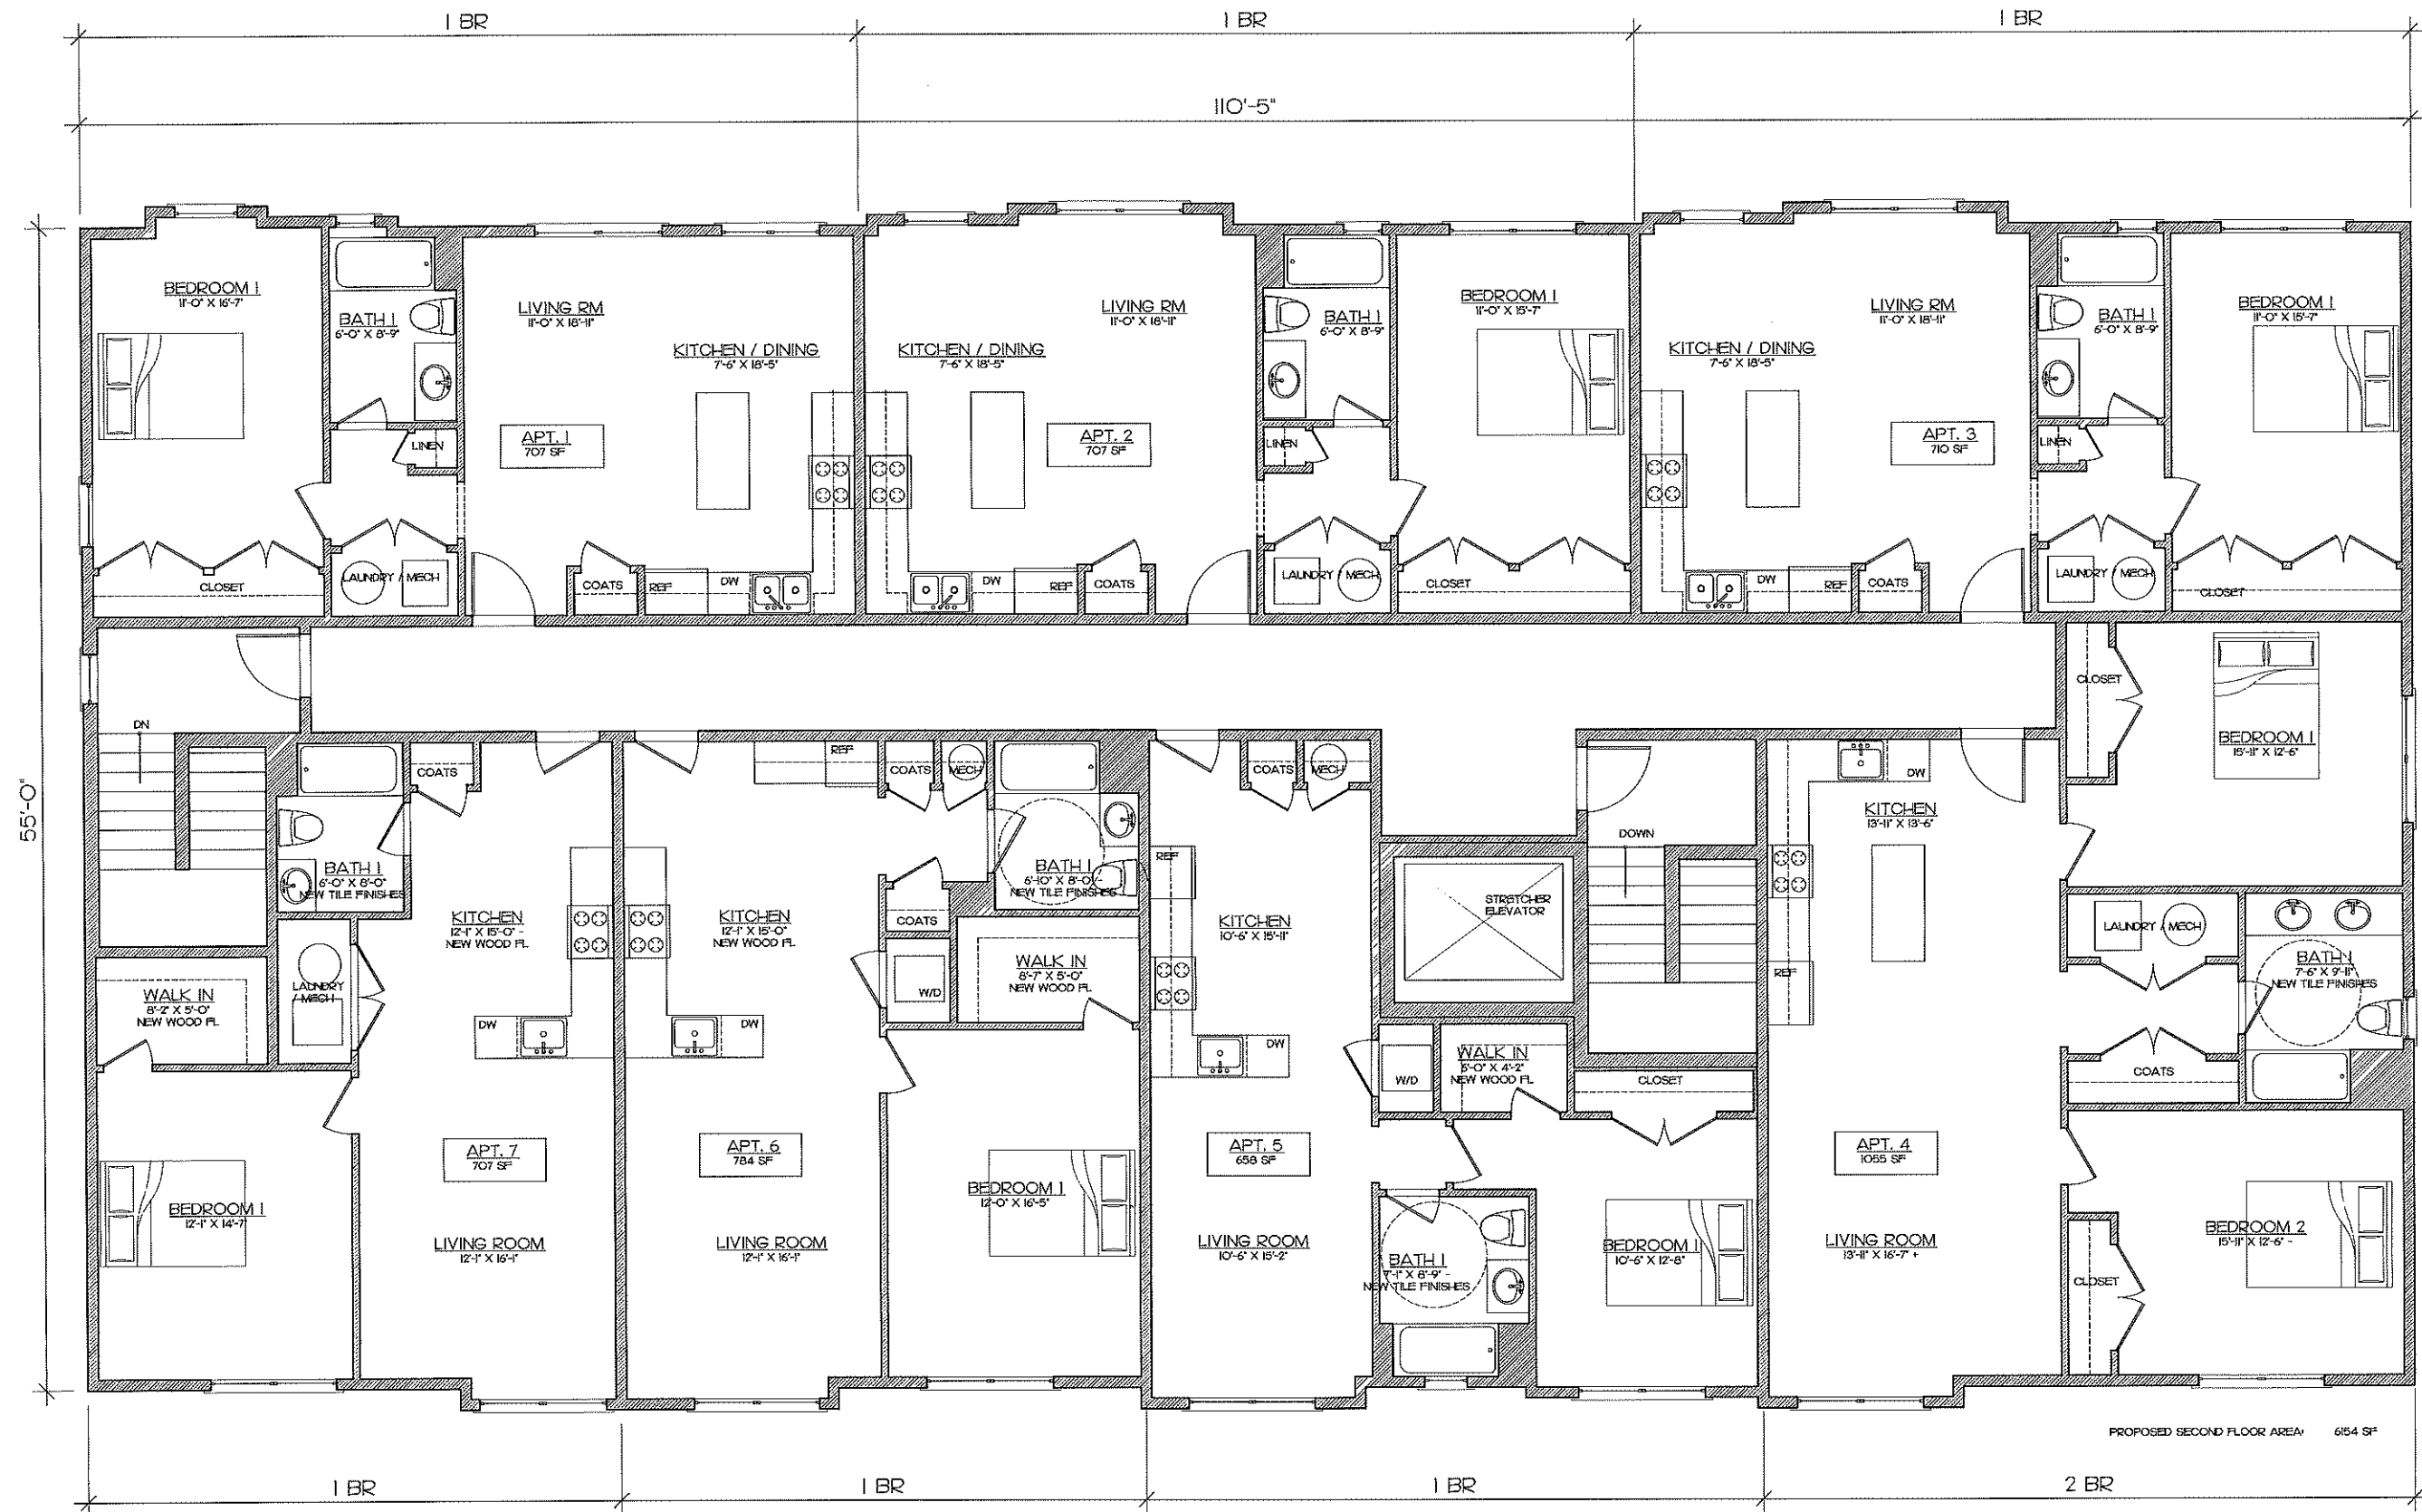 1 BR
1 BR
1 BR
110'-5"
55'-0"
BEDROOM 1
11'-0" X 16'-7"
BATH 1
6'-0" X 8'-9"
LINEN
LIVING RM
11'-0" X 18'-11"
KITCHEN / DINING
7'-6" X 18'-5"
APT. 1
707 SF
CLOSET
LAUNDRY / MECH
COATS
REF
DW
KITCHEN / DINING
7'-6" X 18'-5"
LIVING RM
11'-0" X 18'-11"
APT. 2
707 SF
BATH 1
6'-0" X 8'-9"
LINEN
BEDROOM 1
11'-0" X 15'-7"
DW
REF
COATS
LAUNDRY / MECH
CLOSET
KITCHEN / DINING
7'-6" X 18'-5"
LIVING RM
11'-0" X 18'-11"
APT. 3
710 SF
BATH 1
6'-0" X 8'-9"
LINEN
BEDROOM 1
11'-0" X 15'-7"
DW
REF
COATS
LAUNDRY / MECH
CLOSET
DN
COATS
BATH 1
6'-0" X 8'-0"
NEW TILE FINISHES
KITCHEN
12'-1" X 15'-0" -
NEW WOOD FL.
LAUNDRY
/ MECH
WALK IN
8'-2" X 5'-0"
NEW WOOD FL.
DW
APT. 7
707 SF
BEDROOM 1
12'-1" X 14'-7"
LIVING ROOM
12'-1" X 16'-1"
REF
COATS
MECH
BATH 1
6'-10" X 8'-0" -
NEW TILE FINISHES
KITCHEN
12'-1" X 15'-0"
NEW WOOD FL.
COATS
WALK IN
8'-7" X 5'-0"
NEW WOOD FL.
W/D
DW
APT. 6
784 SF
BEDROOM 1
12'-0" X 16'-5"
LIVING ROOM
12'-1" X 16'-1"
COATS
MECH
REF
KITCHEN
10'-6" X 15'-11"
STRETCHER
ELEVATOR
DOWN
DW
W/D
WALK IN
6'-0" X 4'-2"
NEW WOOD FL.
CLOSET
APT. 5
658 SF
LIVING ROOM
10'-6" X 15'-2"
BATH 1
7'-1" X 8'-9" -
NEW TILE FINISHES
BEDROOM 1
10'-6" X 12'-8"
DW
KITCHEN
13'-11" X 13'-6"
REF
CLOSET
BEDROOM 1
15'-11" X 12'-6"
LAUNDRY / MECH
BATH 1
7'-6" X 9'-11"
NEW TILE FINISHES
COATS
APT. 4
1055 SF
LIVING ROOM
13'-11" X 16'-7" +
BEDROOM 2
15'-11" X 12'-6" -
CLOSET
PROPOSED SECOND FLOOR AREA: 6154 SF
1 BR
1 BR
1 BR
2 BR